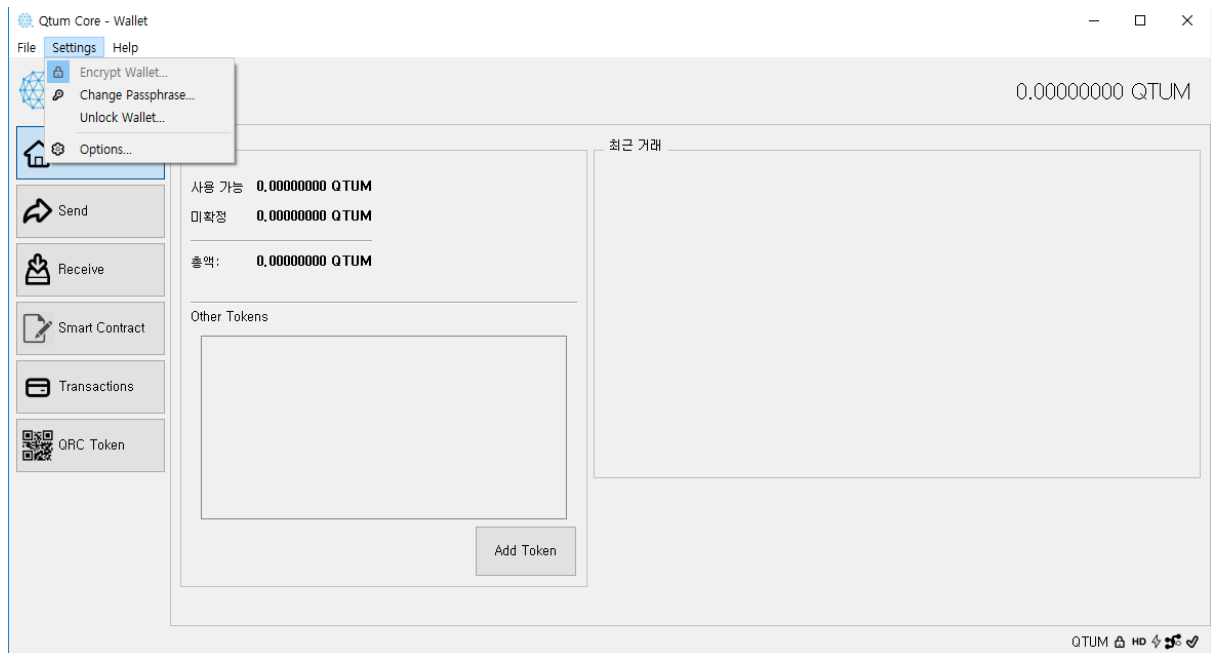 Qtum Core - Wallet
File Settings Help
Encrypt Wallet...
Change Passphrase...
Unlock Wallet...
Options...
0.00000000 QTUM
Send
Receive
Smart Contract
Transactions
QRC Token
사용 가능 0.00000000 QTUM
미확정 0.00000000 QTUM
총액: 0.00000000 QTUM
Other Tokens
Add Token
최근 거래
QTUM HD